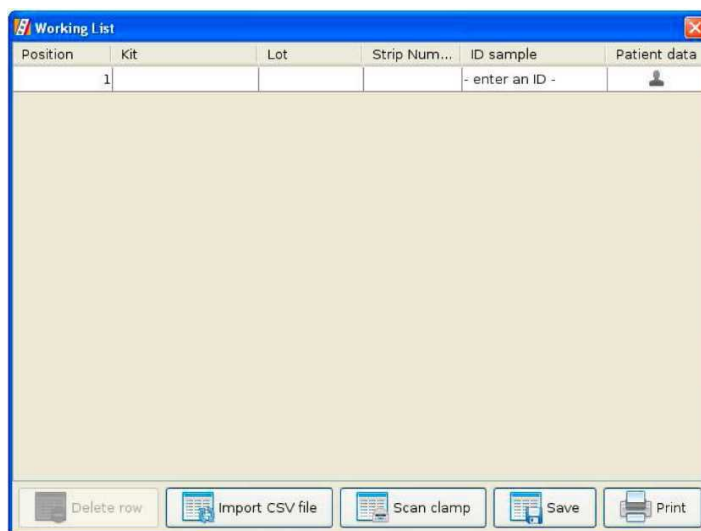 Working List
Position Kit Lot Strip Num... ID sample Patient data
1 - enter an ID -
Delete row Import CSV file Scan clamp Save Print